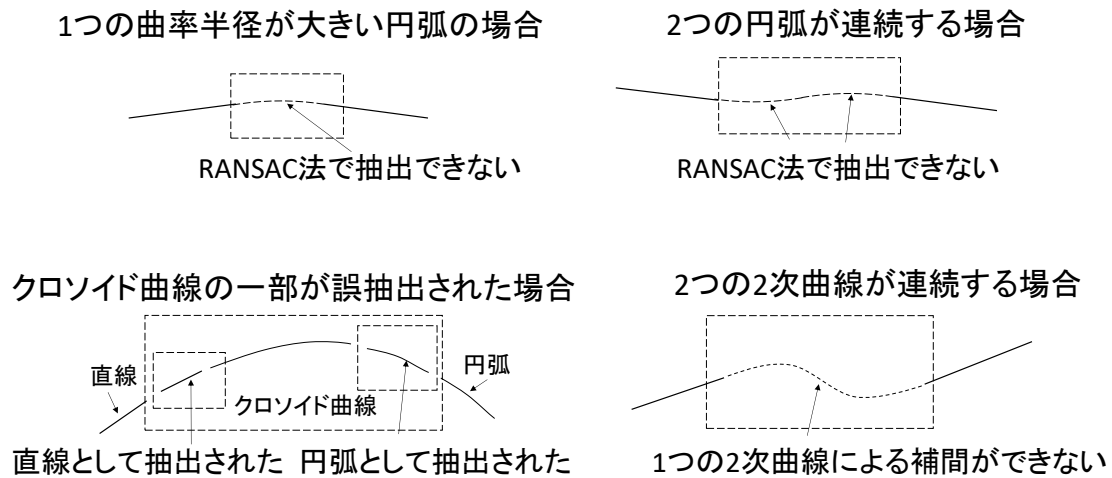 1つの曲率半径が大きい円弧の場合
RANSAC法で抽出できない
2つの円弧が連続する場合
RANSAC法で抽出できない
クロソイド曲線の一部が誤抽出された場合
直線
円弧
クロソイド曲線
直線として抽出された 円弧として抽出された
2つの2次曲線が連続する場合
1つの2次曲線による補間ができない